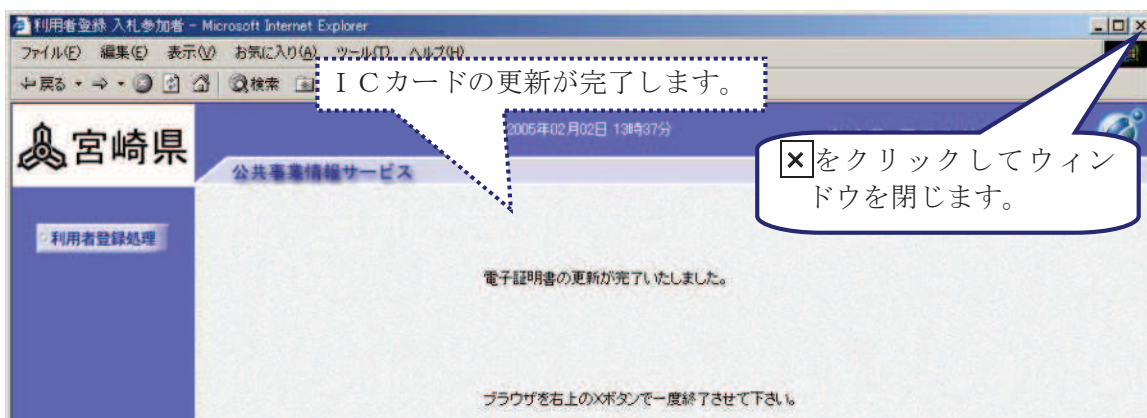 利用者登録 入札参加者 - Microsoft Internet Explorer
ファイル(F) 編集(E) 表示(V) お気に入り(A) ツール(T) ヘルプ(H)
戻る 検索
ICカードの更新が完了します。
宮崎県
2005年02月02日 13時37分
×をクリックしてウィン
ドウを閉じます。
公共事業情報サービス
利用者登録処理
電子証明書の更新が完了いたしました。
ブラウザを右上の×ボタンで一度終了させて下さい。